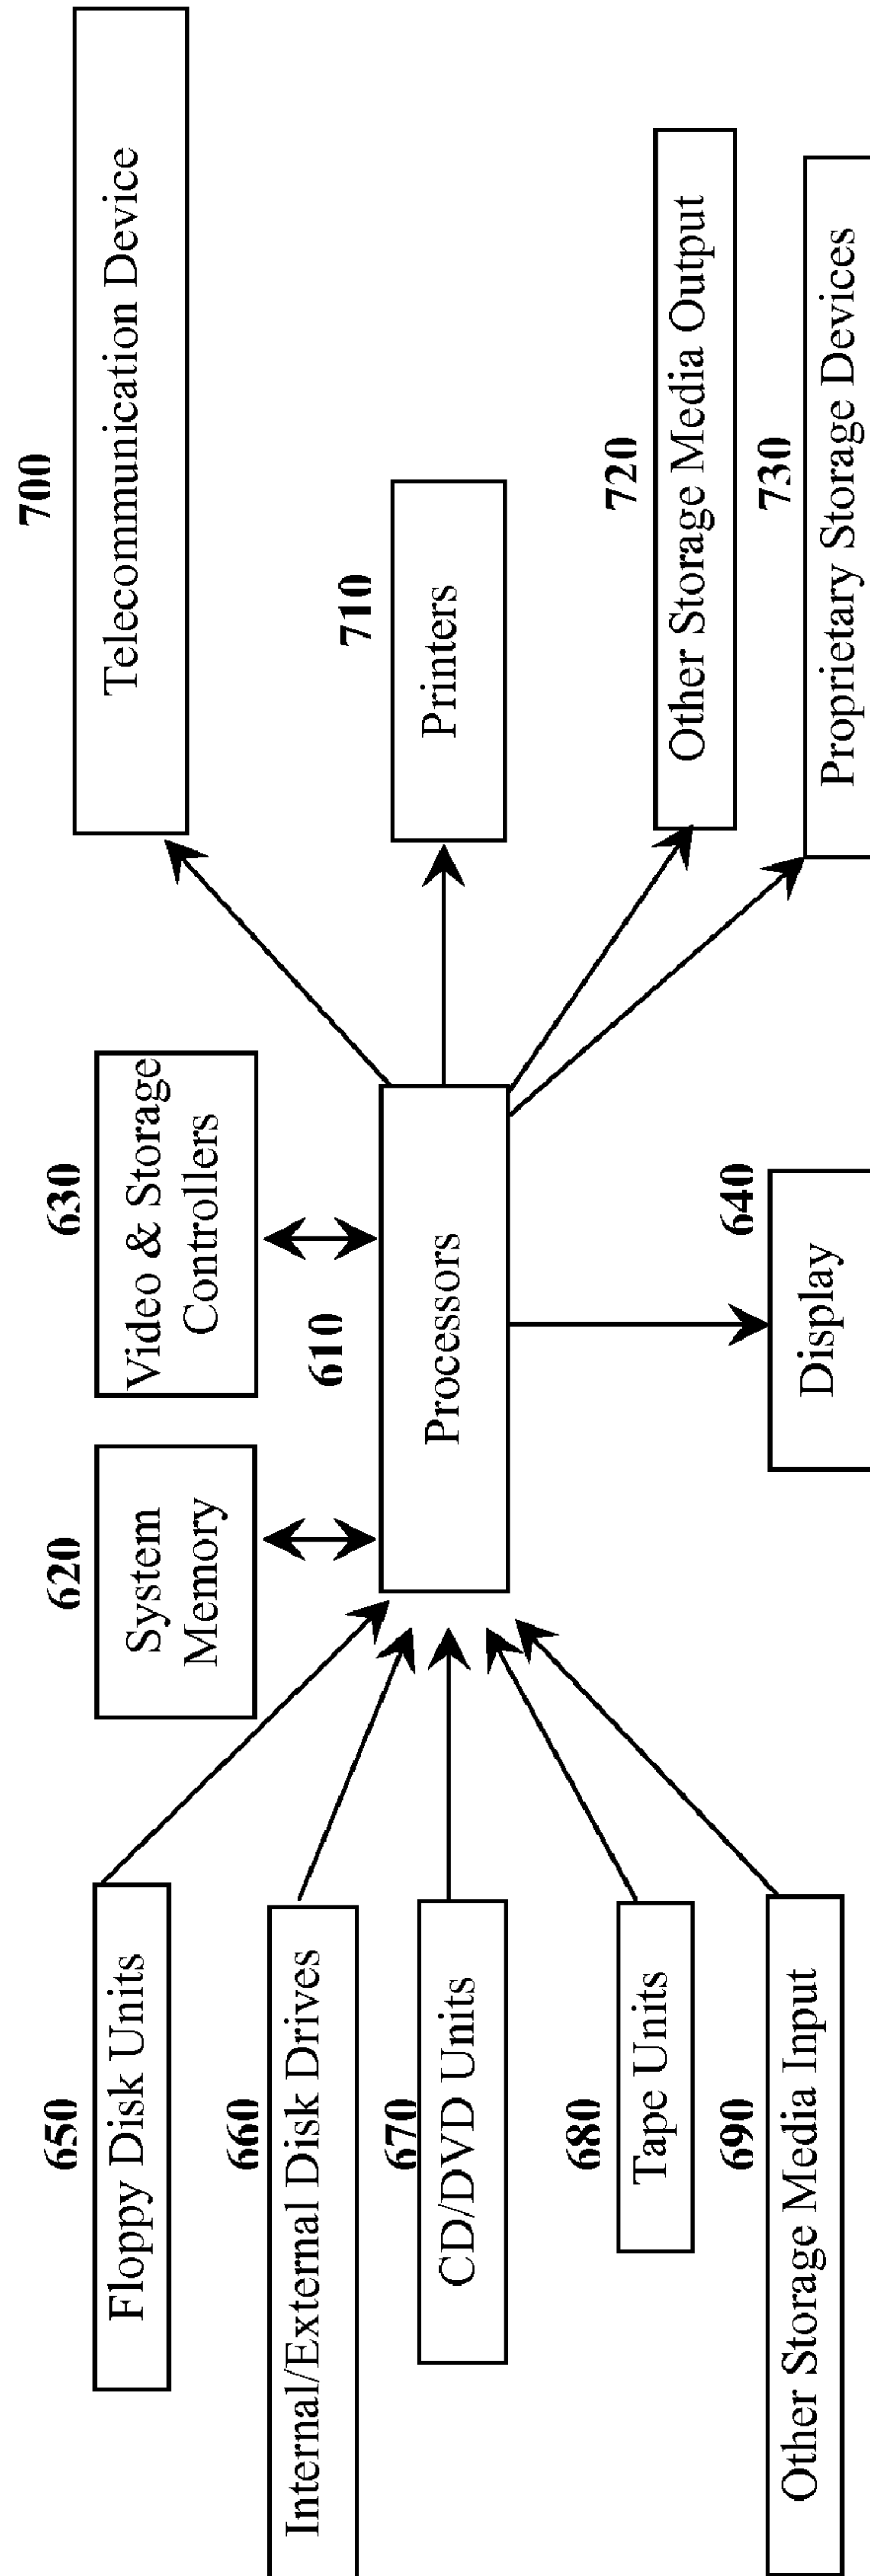 650
Floppy Disk Units
660
Internal/External Disk Drives
670
CD/DVD Units
680
Tape Units
690
Other Storage Media Input
620
System
Memory
630
Video & Storage
Controllers
610
Processors
640
Display
700
Telecommunication Device
710
Printers
720
Other Storage Media Output
730
Proprietary Storage Devices